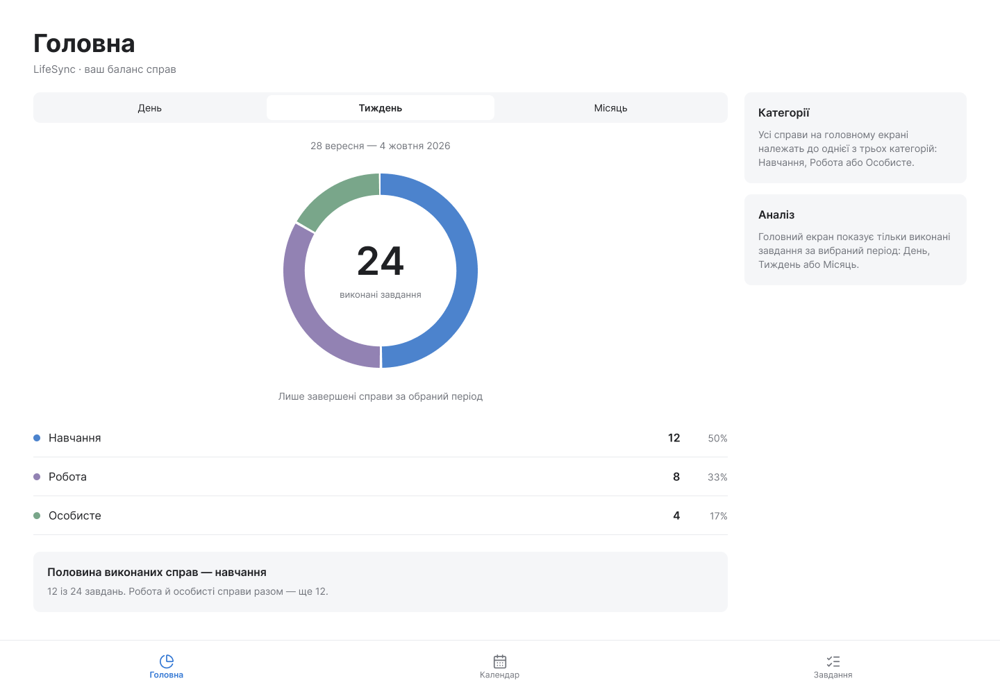 Головна
LifeSync · ваш баланс справ
День
Тиждень
Місяць
28 вересня — 4 жовтня 2026
24
виконані завдання
Лише завершені справи за обраний період
Навчання 12 50%
Робота 8 33%
Особисте 4 17%
Половина виконаних справ — навчання
12 із 24 завдань. Робота й особисті справи разом — ще 12.
Категорії
Усі справи на головному екрані
належать до однієї з трьох категорій:
Навчання, Робота або Особисте.
Аналіз
Головний екран показує тільки виконані
завдання за вибраний період: День,
Тиждень або Місяць.
Головна
Календар
Завдання